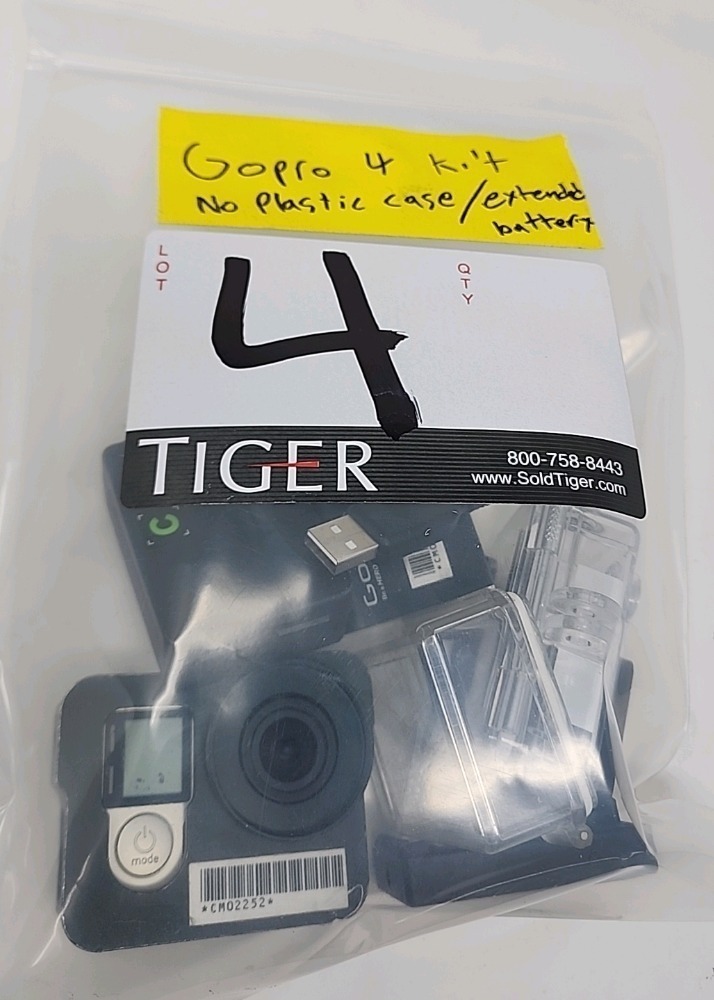 Gopro 4 kit
No Plastic case/extended
battery
LOT
QTY
4
TIGER
800-758-8443
www.SoldTiger.com
mode
*CM02252*